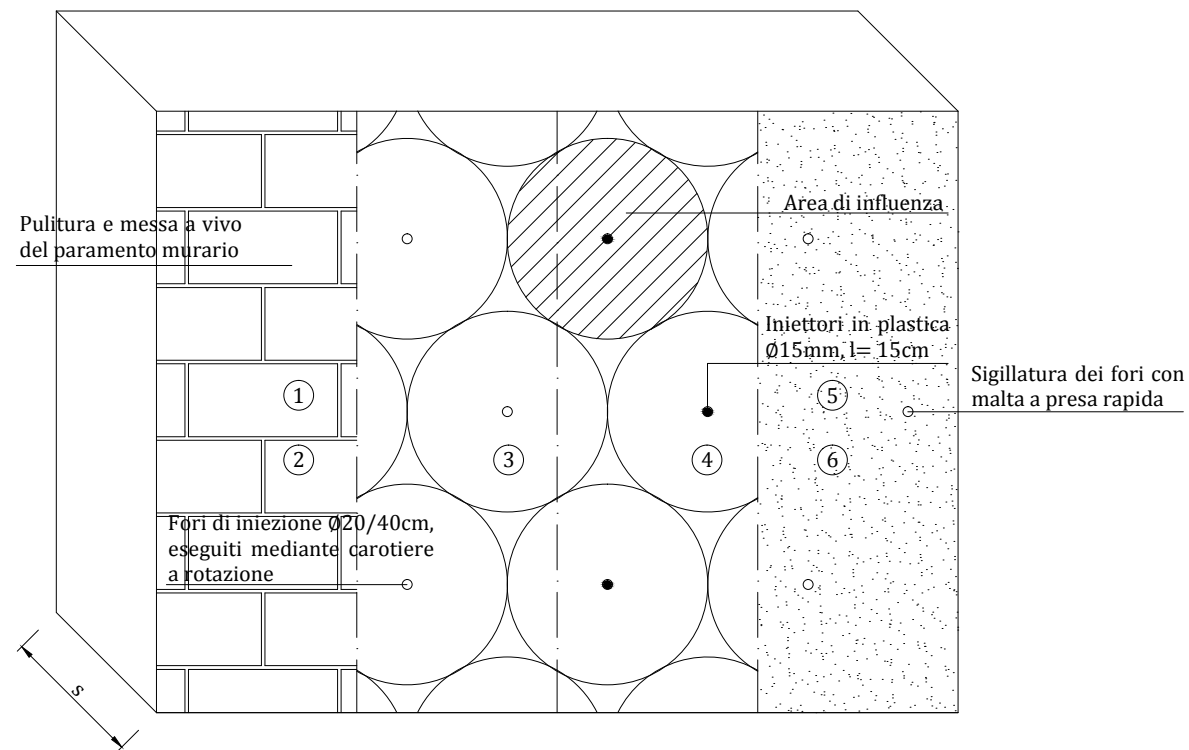 Pulitura e messa a vivo
del paramento murario
Area di influenza
Iniettori in plastica
Ø15mm, l= 15cm
Sigillatura dei fori con
malta a presa rapida
1
5
2
3
4
6
Fori di iniezione Ø20/40cm,
eseguiti mediante carotiere
a rotazione
s